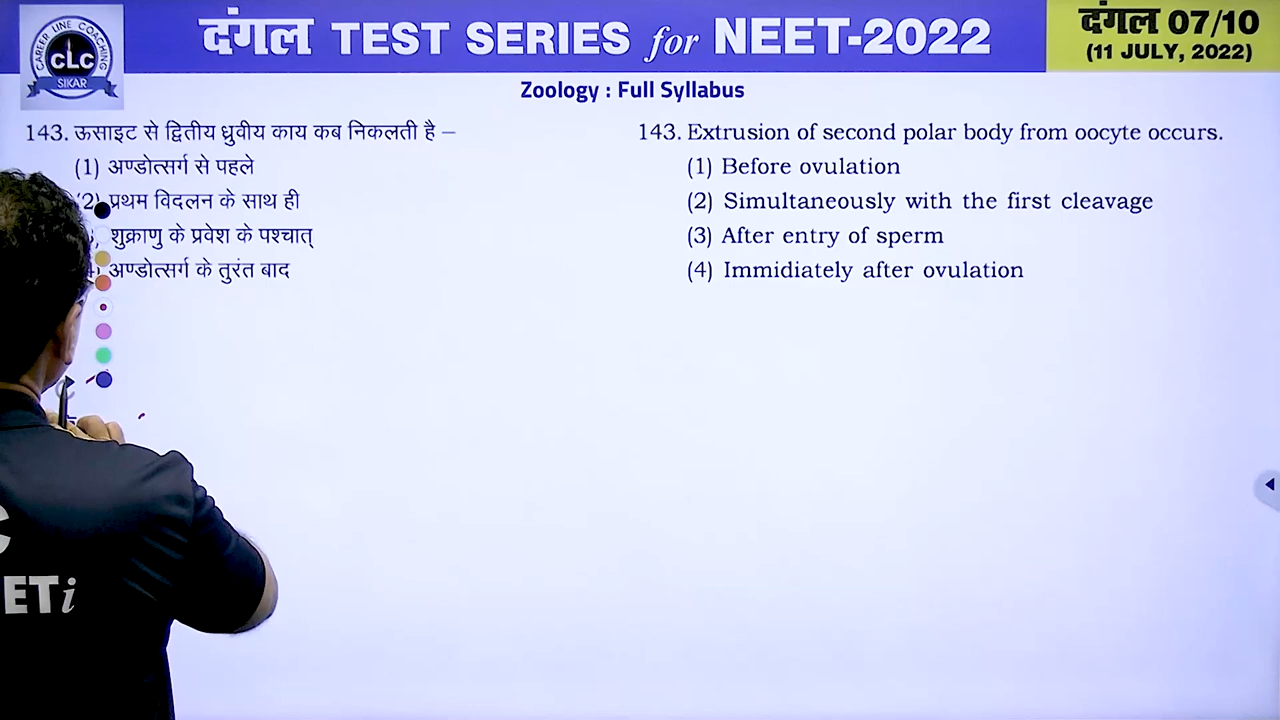 CAREER LINE COACHING
CLC
SIKAR
दंगल TEST SERIES for NEET-2022
दंगल 07/10
(11 JULY, 2022)
Zoology : Full Syllabus
143. ऊसाइट से द्वितीय ध्रुवीय काय कब निकलती है –
(1) अण्डोत्सर्ग से पहले
(2) प्रथम विदलन के साथ ही
शुक्राणु के प्रवेश के पश्चात्
अण्डोत्सर्ग के तुरंत बाद
143. Extrusion of second polar body from oocyte occurs.
(1) Before ovulation
(2) Simultaneously with the first cleavage
(3) After entry of sperm
(4) Immidiately after ovulation